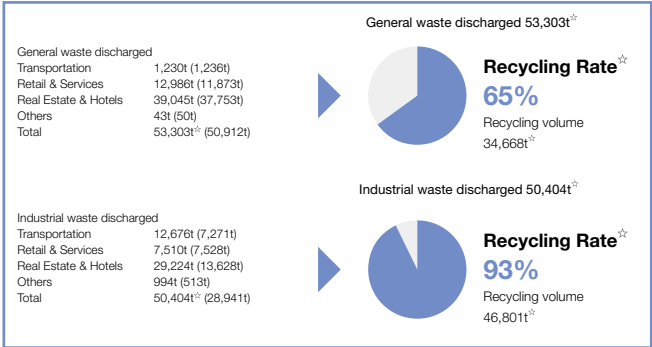 General waste discharged 53,303t☆
General waste discharged
Transportation 1,230t (1,236t)
Retail & Services 12,986t (11,873t)
Real Estate & Hotels 39,045t (37,753t)
Others 43t (50t)
Total 53,303t☆ (50,912t)
Recycling Rate☆
65%
Recycling volume
34,668t☆
Industrial waste discharged 50,404t☆
Industrial waste discharged
Transportation 12,676t (7,271t)
Retail & Services 7,510t (7,528t)
Real Estate & Hotels 29,224t (13,628t)
Others 994t (513t)
Total 50,404t☆ (28,941t)
Recycling Rate☆
93%
Recycling volume
46,801t☆